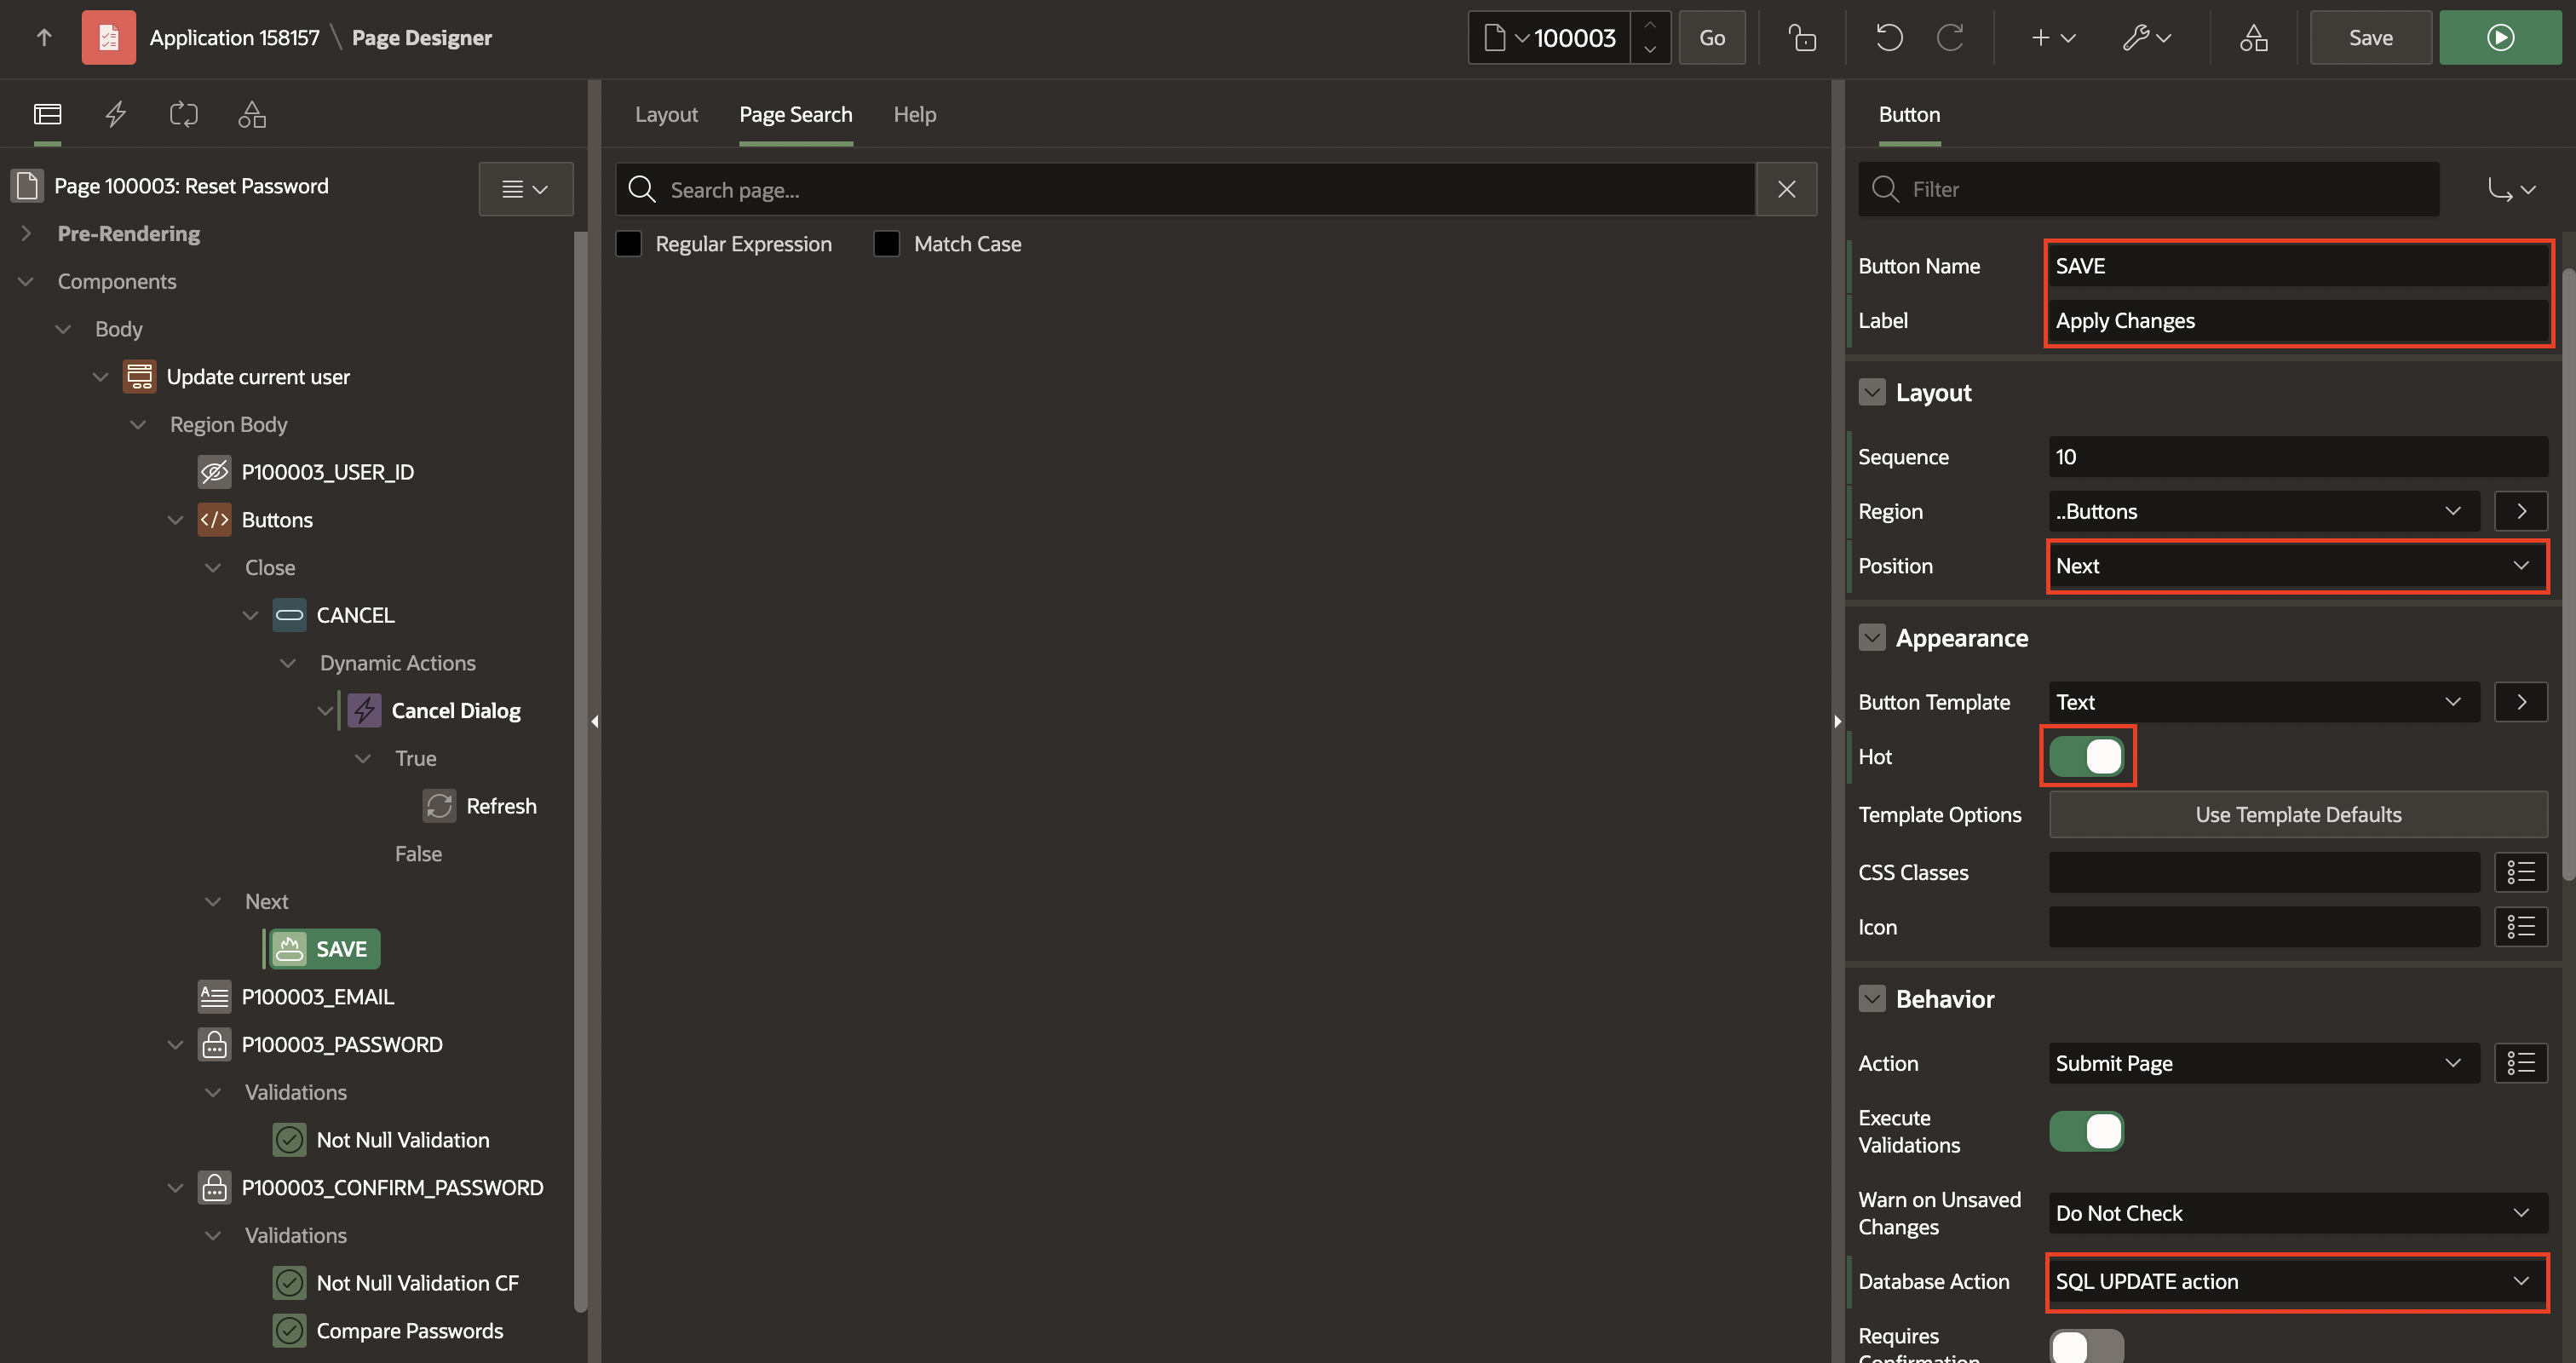 Application 158157 \ Page Designer
100003
Go
Save
Page 100003: Reset Password
Pre-Rendering
Components
Body
Update current user
Region Body
P100003_USER_ID
Buttons
Close
CANCEL
Dynamic Actions
Cancel Dialog
True
Refresh
False
Next
SAVE
P100003_EMAIL
P100003_PASSWORD
Validations
Not Null Validation
P100003_CONFIRM_PASSWORD
Validations
Not Null Validation CF
Compare Passwords
Layout Page Search Help
Search page...
Regular Expression Match Case
Button
Filter
Button Name SAVE
Label Apply Changes
Layout
Sequence 10
Region ..Buttons
Position Next
Appearance
Button Template Text
Hot
Template Options Use Template Defaults
CSS Classes
Icon
Behavior
Action Submit Page
Execute
Validations
Warn on Unsaved
Changes
Do Not Check
Database Action SQL UPDATE action
Requires